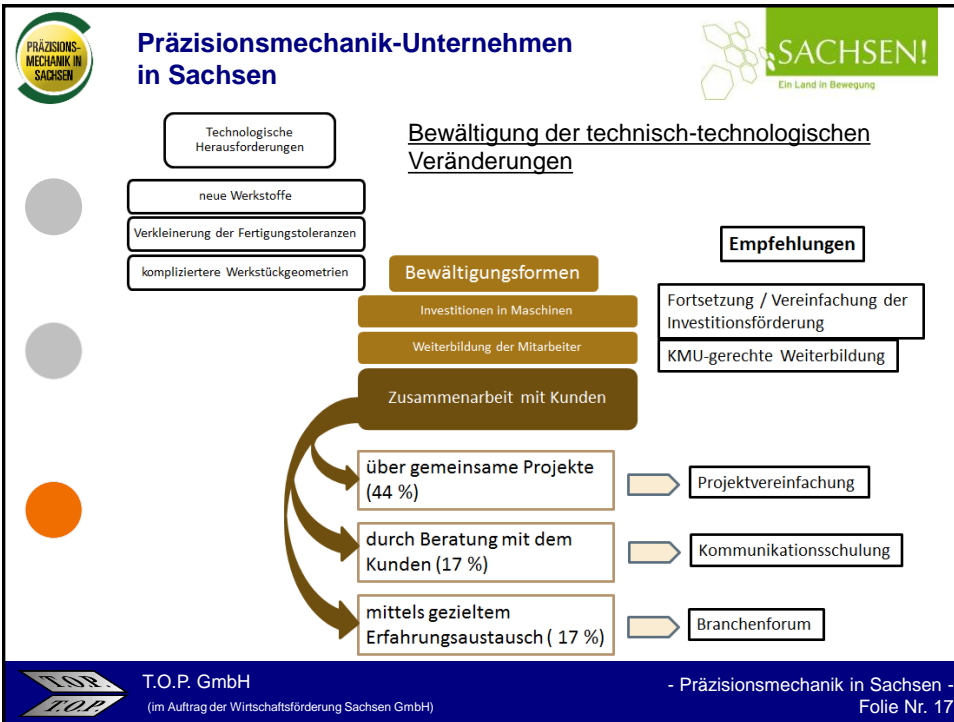 PRÄZISIONS-
MECHANIK IN
SACHSEN
Präzisionsmechanik-Unternehmen
in Sachsen
SACHSEN!
Ein Land in Bewegung
Technologische
Herausforderungen
Bewältigung der technisch-technologischen
Veränderungen
neue Werkstoffe
Verkleinerung der Fertigungstoleranzen
kompliziertere Werkstückgeometrien
Bewältigungsformen
Investitionen in Maschinen
Weiterbildung der Mitarbeiter
Zusammenarbeit mit Kunden
Empfehlungen
Fortsetzung / Vereinfachung der
Investitionsförderung
KMU-gerechte Weiterbildung
über gemeinsame Projekte
(44 %)
Projektvereinfachung
durch Beratung mit dem
Kunden (17 %)
Kommunikationsschulung
mittels gezieltem
Erfahrungsaustausch ( 17 %)
Branchenforum
T.O.P.
T.O.P.
T.O.P. GmbH
(im Auftrag der Wirtschaftsförderung Sachsen GmbH)
- Präzisionsmechanik in Sachsen -
Folie Nr. 17